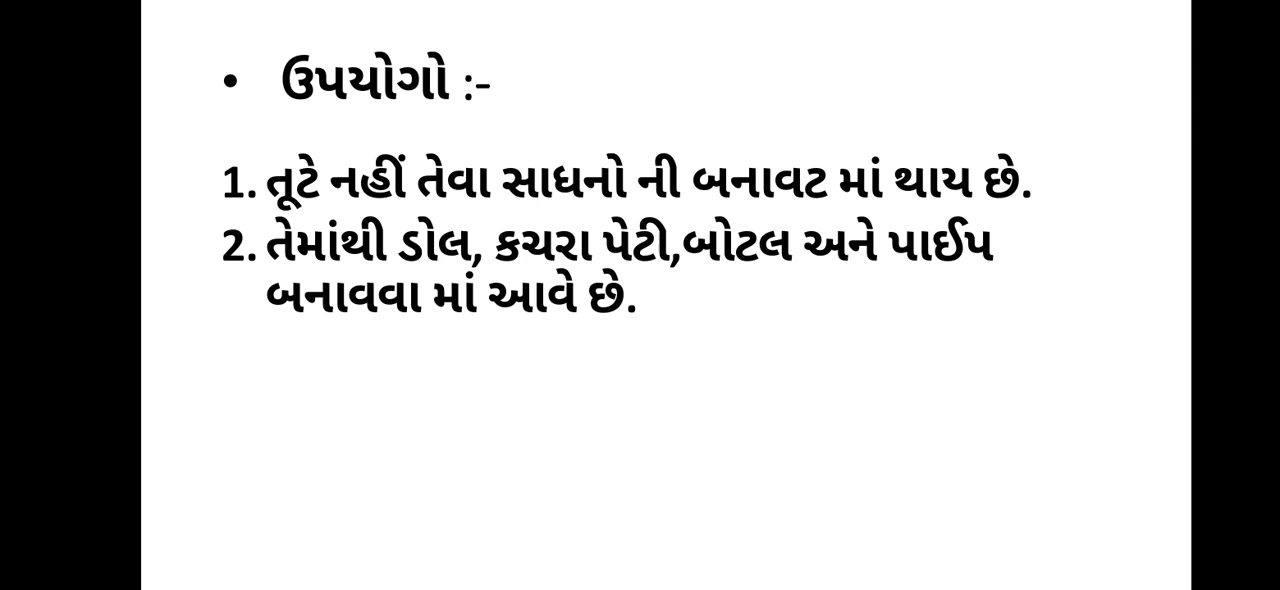 • ઉપયોગો :-
1. તૂટે નહીં તેવા સાધનો ની બનાવટ માં થાય છે.
2. તેમાંથી ડોલ, કચરા પેટી,બોટલ અને પાઈપ
બનાવવા માં આવે છે.